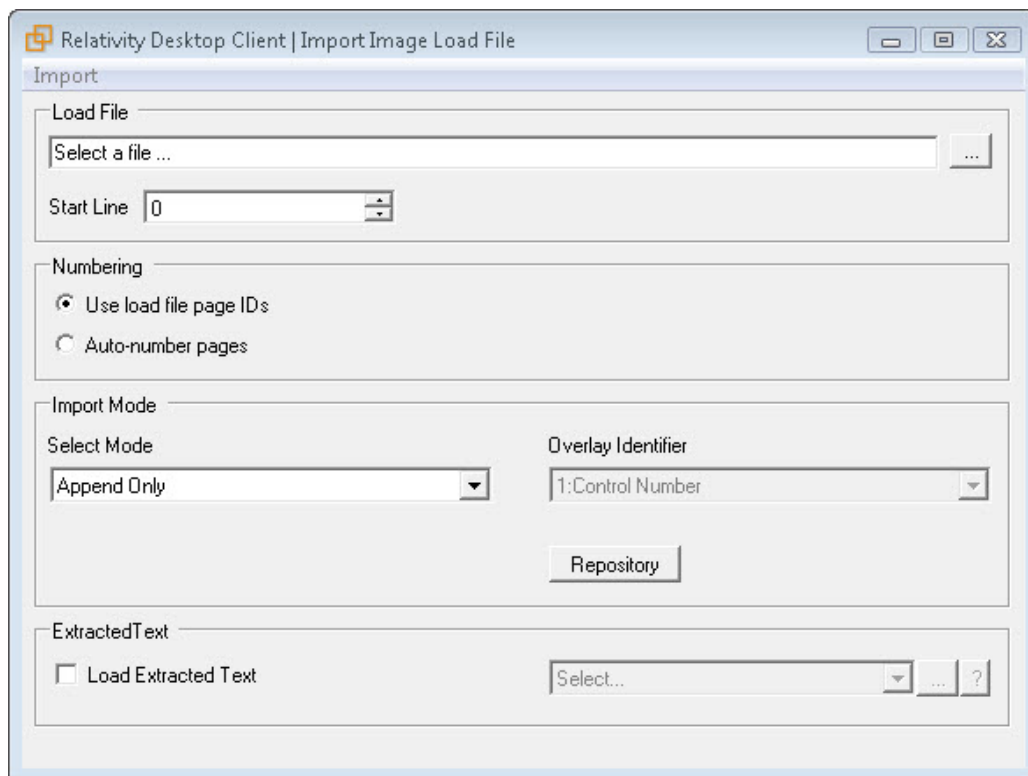 Relativity Desktop Client | Import Image Load File
Import
Load File
Select a file ...
...
Start Line 0
Numbering
Use load file page IDs
Auto-number pages
Import Mode
Select Mode Overlay Identifier
Append Only 1:Control Number
Repository
ExtractedText
Load Extracted Text Select... ... ?